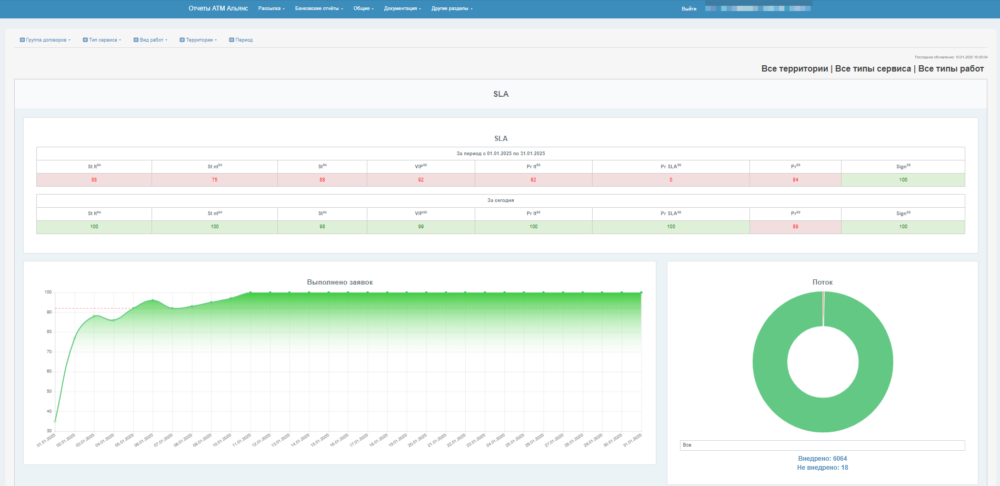 Отчеты АТМ Альянс Рассылка Банковские отчёты Общие Документация Другие разделы Выйти
Группа договоров Тип сервиса Вид работ Территории Период
Последнее обновление: 10.01.2025 16:00:04
Все территории | Все типы сервиса | Все типы работ
SLA
SLA
За период с 01.01.2025 по 31.01.2025
St lt94 St nt94 St94 VIP95 Pr lt98 Pr SLA98 Pr98 Sign98
88 75 88 92 92 0 84 100
За сегодня
St lt94 St nt94 St94 VIP95 Pr lt98 Pr SLA98 Pr98 Sign98
100 100 98 99 100 100 89 100
Выполнено заявок
100
90
80
70
60
50
40
30
01.01.2025 02.01.2025 03.01.2025 04.01.2025 05.01.2025 06.01.2025 07.01.2025 08.01.2025 09.01.2025 10.01.2025 11.01.2025 12.01.2025 13.01.2025 14.01.2025 15.01.2025 16.01.2025 17.01.2025 18.01.2025 19.01.2025 20.01.2025 21.01.2025 22.01.2025 23.01.2025 24.01.2025 25.01.2025 26.01.2025 27.01.2025 28.01.2025 29.01.2025 30.01.2025 31.01.2025
Поток
Все
Внедрено: 6064
Не внедрено: 18